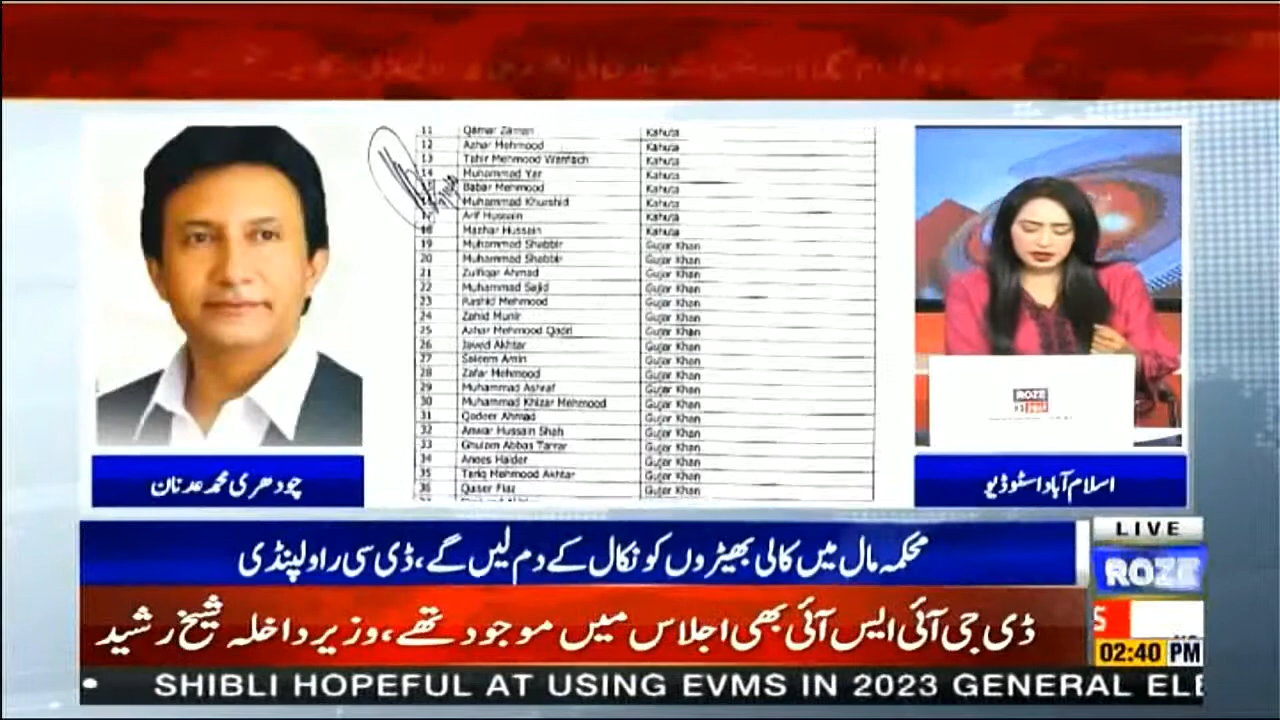 11 Qamar Zaman Kahuta
12 Azhar Mehmood Kahuta
13 Tahir Mehmood Kahuta
14 Muhammad Yar Kahuta
15 Babar Mehmood Kahuta
16 Muhammad Khurshid Kahuta
17 Arif Hussain Kahuta
18 Mazhar Hussain Kahuta
19 Muhammad Shabbir Gujar Khan
20 Muhammad Shabbir Gujar Khan
21 Zulfiqar Ahmad Gujar Khan
22 Muhammad Sajid Gujar Khan
23 Rashid Mehmood Gujar Khan
24 Zahid Munir Gujar Khan
25 Azhar Mehmood Qadri Gujar Khan
26 Javed Akhtar Gujar Khan
27 Saleem Amin Gujar Khan
28 Zafar Mehmood Gujar Khan
29 Muhammad Ashraf Gujar Khan
30 Muhammad Khizar Mehmood Gujar Khan
31 Qadeer Ahmad Gujar Khan
32 Anwar Hussain Shah Gujar Khan
33 Ghulam Abbas Tarrar Gujar Khan
34 Anees Haider Gujar Khan
35 Tariq Mehmood Akhtar Gujar Khan
36 Qaiser Fiaz Gujar Khan
ROZE
چودھری محمد عدنان
اسلام آباد اسٹوڈیو
محکمہ مال میں کالی بھیڑوں کو نکال کے دم لیں گے، ڈی سی راولپنڈی
LIVE
ROZE
ڈی جی آئی ایس آئی بھی اجلاس میں موجود تھے، وزیر داخلہ شیخ رشید
S
02:40 PM
• SHIBLI HOPEFUL AT USING EVMS IN 2023 GENERAL ELE